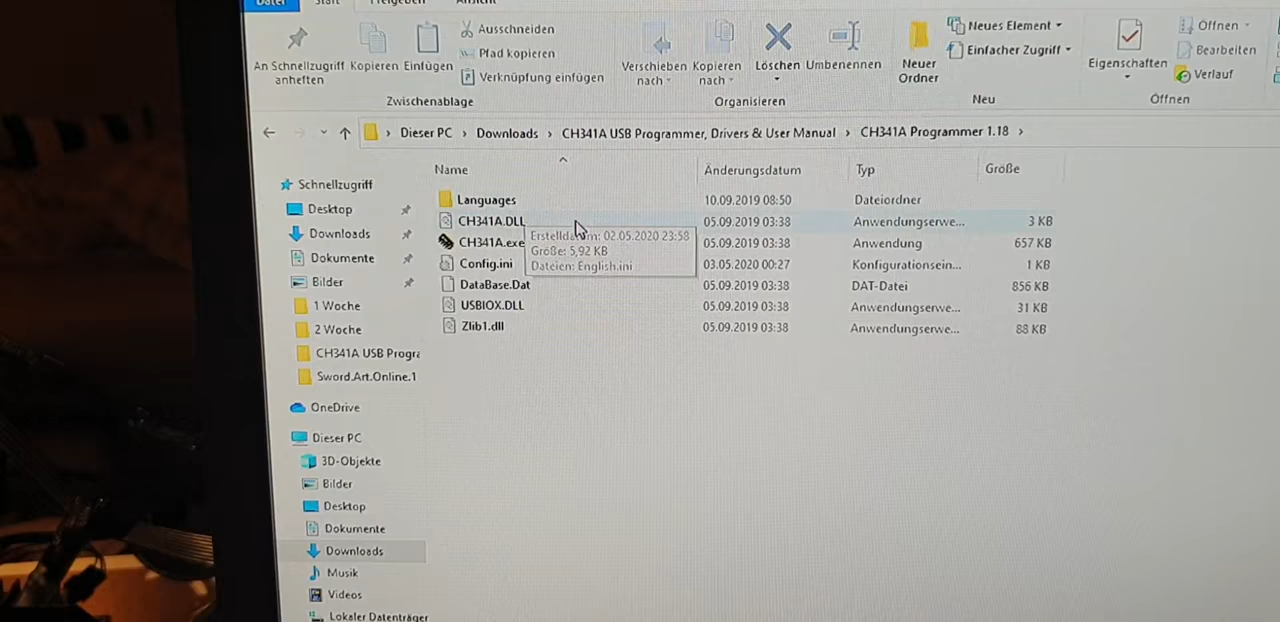 Datei Start Freigeben Ansicht
An Schnellzugriff anheften
Kopieren
Einfügen
Ausschneiden
Pfad kopieren
Verknüpfung einfügen
Zwischenablage
Verschieben nach
Kopieren nach
Löschen
Umbenennen
Organisieren
Neuer Ordner
Neues Element
Einfacher Zugriff
Neu
Eigenschaften
Öffnen
Bearbeiten
Verlauf
Öffnen
Dieser PC > Downloads > CH341A USB Programmer, Drivers & User Manual > CH341A Programmer 1.18 >
Name Änderungsdatum Typ Größe
Languages 10.09.2019 08:50 Dateiordner
CH341A.DLL 05.09.2019 03:38 Anwendungserwe... 3 KB
CH341A.exe 05.09.2019 03:38 Anwendung 657 KB
Config.ini 03.05.2020 00:27 Konfigurationsein... 1 KB
DataBase.Dat 05.09.2019 03:38 DAT-Datei 856 KB
USBIOX.DLL 05.09.2019 03:38 Anwendungserwe... 31 KB
Zlib1.dll 05.09.2019 03:38 Anwendungserwe... 88 KB
Erstelldatum: 02.05.2020 23:58
Größe: 5,92 KB
Dateien: English.ini
Schnellzugriff
Desktop
Downloads
Dokumente
Bilder
1 Woche
2 Woche
CH341A USB Progra
Sword.Art.Online.1
OneDrive
Dieser PC
3D-Objekte
Bilder
Desktop
Dokumente
Downloads
Musik
Videos
Lokaler Datenträger